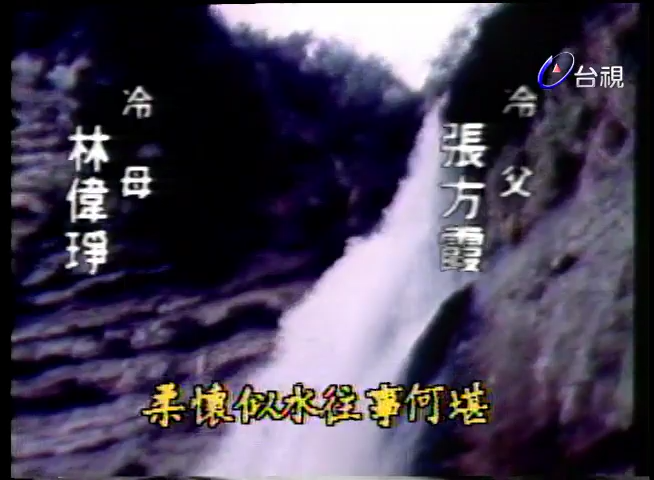 台視
冷父
張方霞
冷母
林偉琤
柔懷似水往事何堪